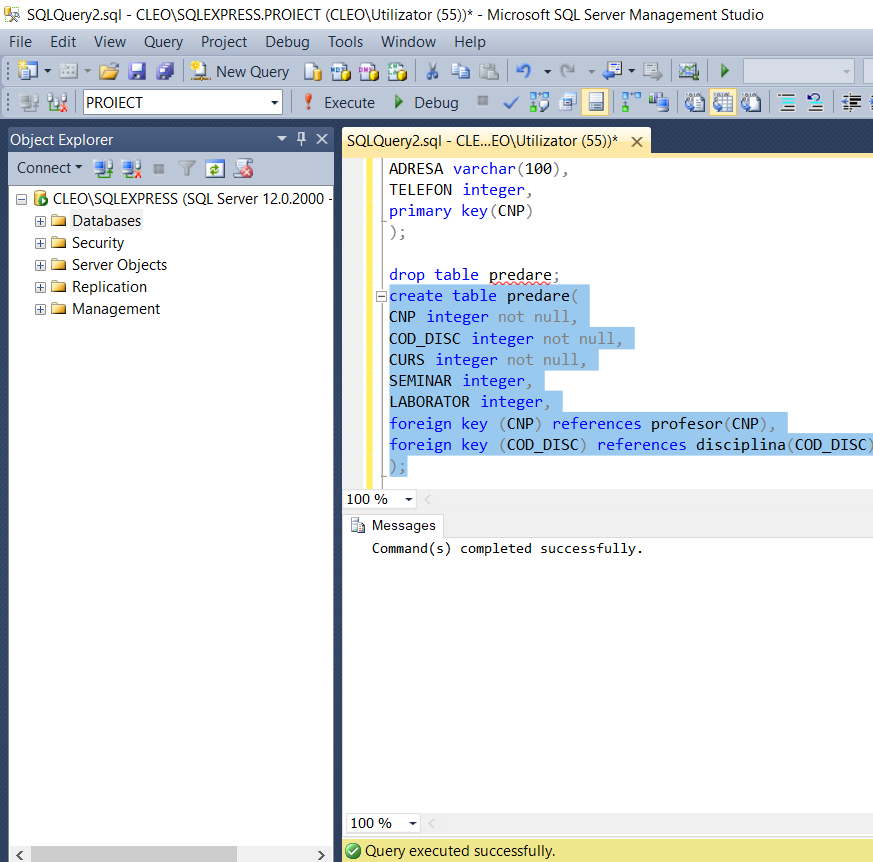 SQLQuery2.sql - CLEO\SQLEXPRESS.PROIECT (CLEO\Utilizator (55))* - Microsoft SQL Server Management Studio
File Edit View Query Project Debug Tools Window Help
New Query
PROIECT Execute Debug
Object Explorer
Connect
CLEO\SQLEXPRESS (SQL Server 12.0.2000 -
Databases
Security
Server Objects
Replication
Management
SQLQuery2.sql - CLE...EO\Utilizator (55))*
ADRESA varchar(100),
TELEFON integer,
primary key(CNP)
);
drop table predare;
create table predare(
CNP integer not null,
COD_DISC integer not null,
CURS integer not null,
SEMINAR integer,
LABORATOR integer,
foreign key (CNP) references profesor(CNP),
foreign key (COD_DISC) references disciplina(COD_DISC)
);
100 %
Messages
Command(s) completed successfully.
100 %
Query executed successfully.